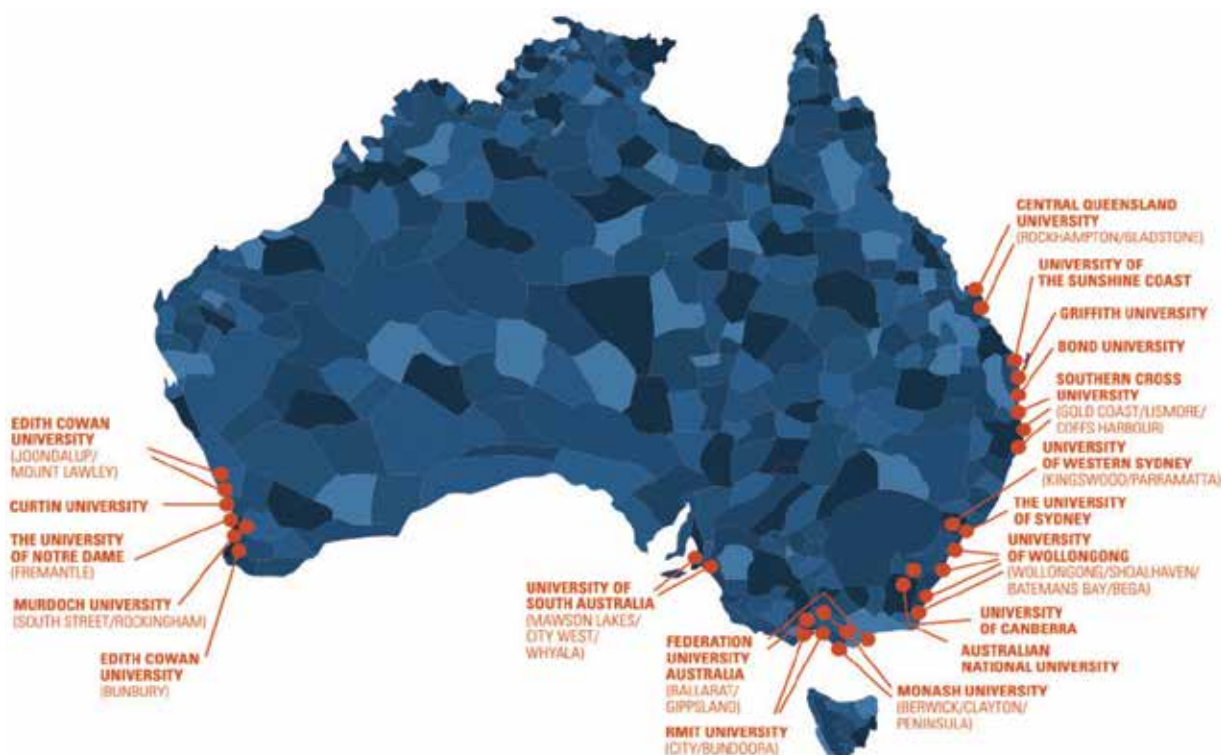 CENTRAL QUEENSLAND
UNIVERSITY
(ROCKHAMPTON/GLADSTONE)
UNIVERSITY OF
THE SUNSHINE COAST
GRIFFITH UNIVERSITY
BOND UNIVERSITY
SOUTHERN CROSS
UNIVERSITY
(GOLD COAST/LISMORE/
COFFS HARBOUR)
UNIVERSITY
OF WESTERN SYDNEY
(KINGSWOOD/PARRAMATTA)
THE UNIVERSITY
OF SYDNEY
UNIVERSITY
OF WOLLONGONG
(WOLLONGONG/SHOALHAVEN/
BATEMANS BAY/BEGA)
UNIVERSITY
OF CANBERRA
AUSTRALIAN
NATIONAL UNIVERSITY
EDITH COWAN
UNIVERSITY
(JOONDALUP/
MOUNT LAWLEY)
CURTIN UNIVERSITY
THE UNIVERSITY
OF NOTRE DAME
(FREMANTLE)
MURDOCH UNIVERSITY
(SOUTH STREET/ROCKINGHAM)
EDITH COWAN
UNIVERSITY
(BUNBURY)
UNIVERSITY OF
SOUTH AUSTRALIA
(MAWSON LAKES/
CITY WEST/
WHYALA)
FEDERATION
UNIVERSITY
AUSTRALIA
(BALLARAT/
GIPPSLAND)
RMIT UNIVERSITY
(CITY/BUNDOORA)
MONASH UNIVERSITY
(BERWICK/CLAYTON/
PENINSULA)